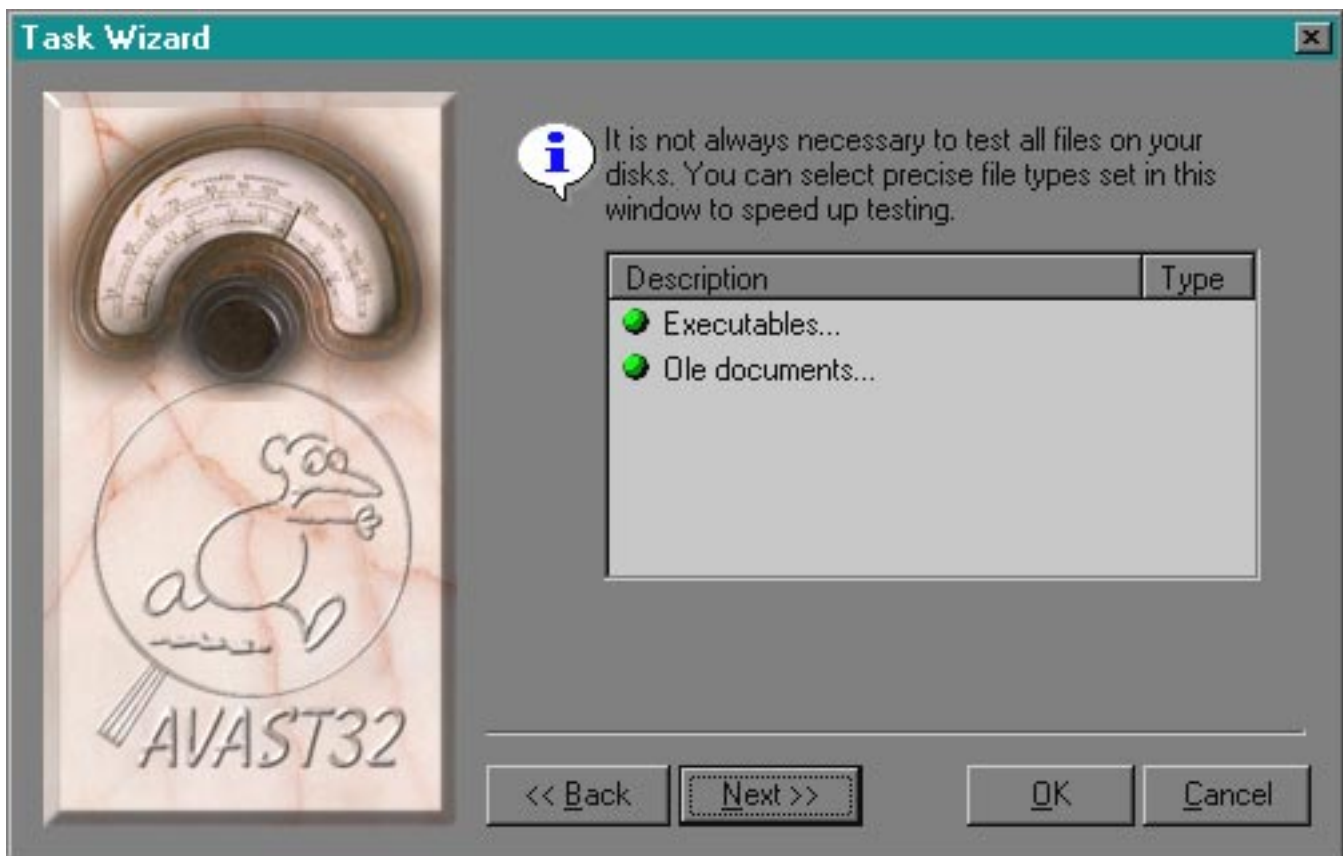 Task Wizard
It is not always necessary to test all files on your
disks. You can select precise file types set in this
window to speed up testing.
Description Type
Executables...
Ole documents...
AVAST32
<< Back Next >> OK Cancel